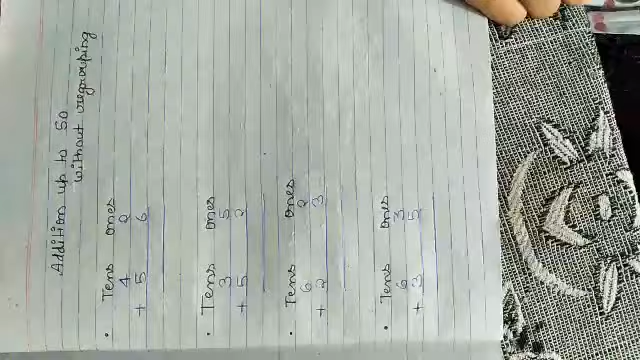 Addition up to 50
without regrouping
• Tens ones
4 2
+ 5 6
• Tens ones
3 5
+ 5 2
• Tens ones
6 2
+ 2 3
• Tens ones
6 3
+ 3 5